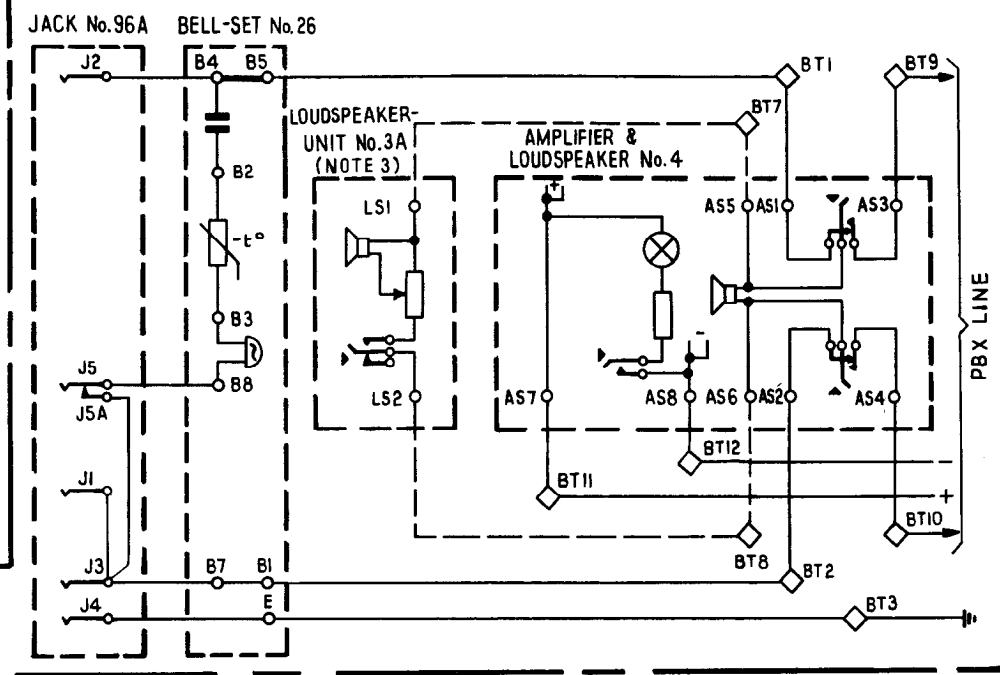 JACK No.96A
BELL-SET No.26
J2
B4
B5
BT1
BT9
LOUDSPEAKER-
UNIT No.3A
(NOTE 3)
BT7
AMPLIFIER &
LOUDSPEAKER No.4
B2
+
LS1
AS5
AS1
AS3
-t°
B3
-
PBX LINE
J5
B8
J5A
LS2
AS7
AS8
AS6
AS2
AS4
BT12
-
J1
BT11
+
BT10
BT8
J3
B7
B1
BT2
J4
E
BT3